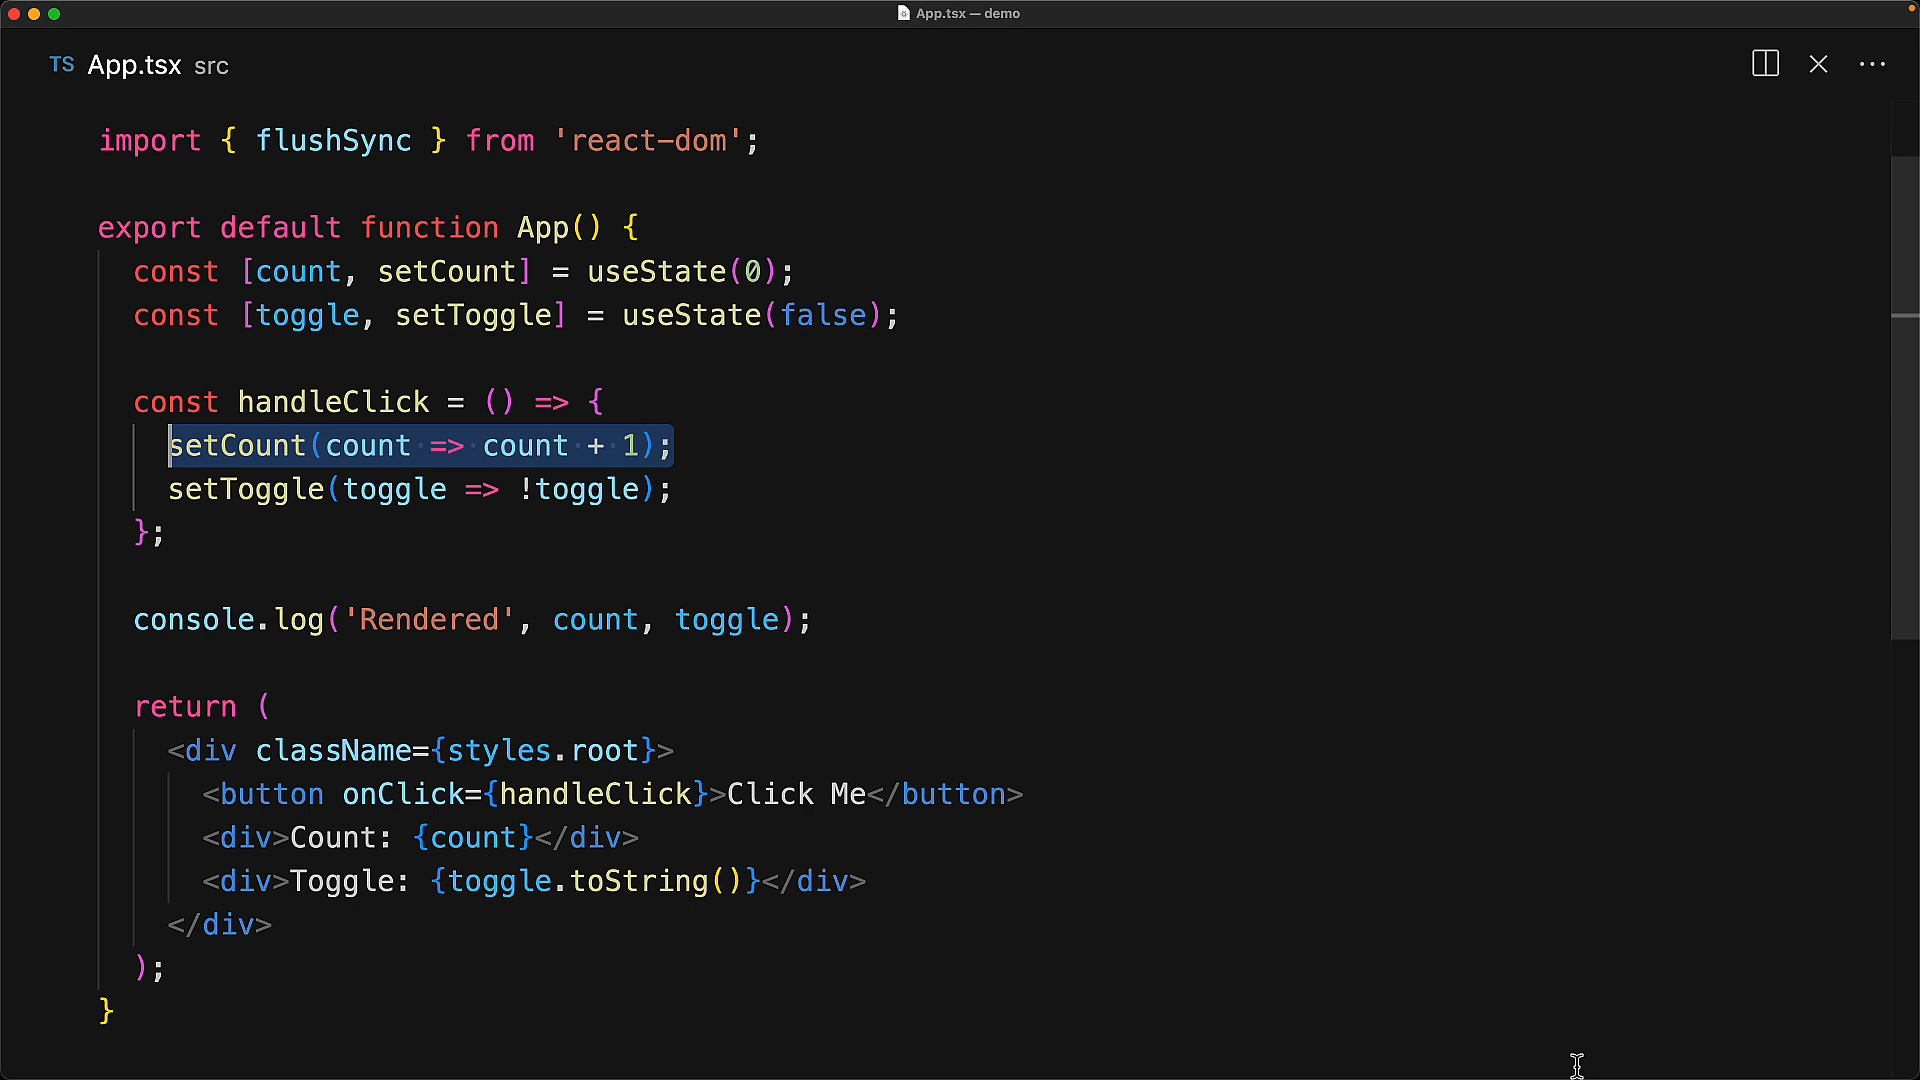 App.tsx — demo
TS App.tsx src
import { flushSync } from 'react-dom';
export default function App() {
const [count, setCount] = useState(0);
const [toggle, setToggle] = useState(false);
const handleClick = () => {
setCount(count => count + 1);
setToggle(toggle => !toggle);
};
console.log('Rendered', count, toggle);
return (
<div className={styles.root}>
<button onClick={handleClick}>Click Me</button>
<div>Count: {count}</div>
<div>Toggle: {toggle.toString()}</div>
</div>
);
}